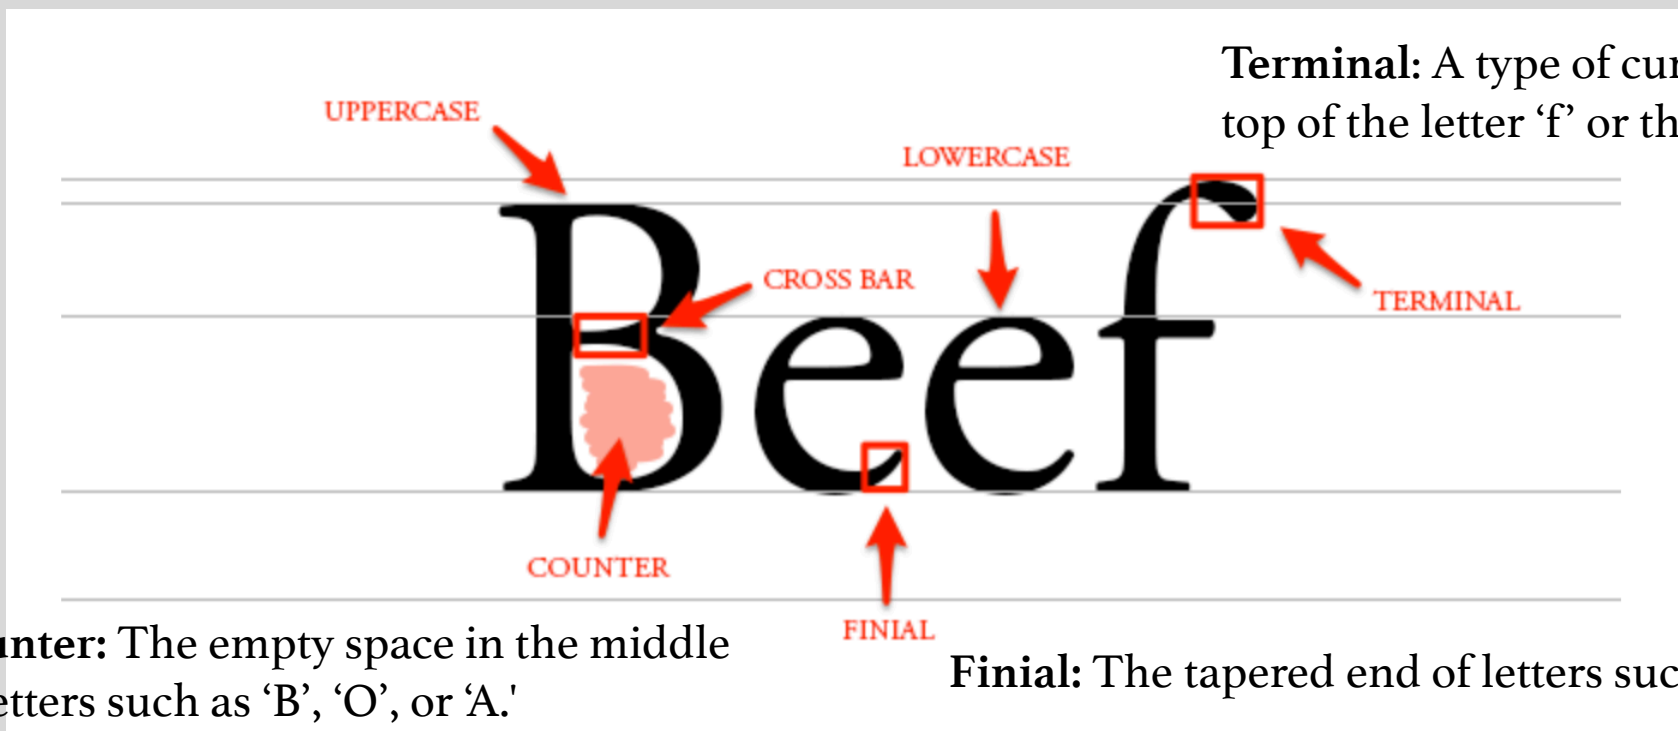 Terminal: A type of cur
top of the letter ‘f’ or th
UPPERCASE
LOWERCASE
CROSS BAR
TERMINAL
Beef
COUNTER
FINIAL
unter: The empty space in the middle
etters such as ‘B’, ‘O’, or ‘A.'
Finial: The tapered end of letters suc